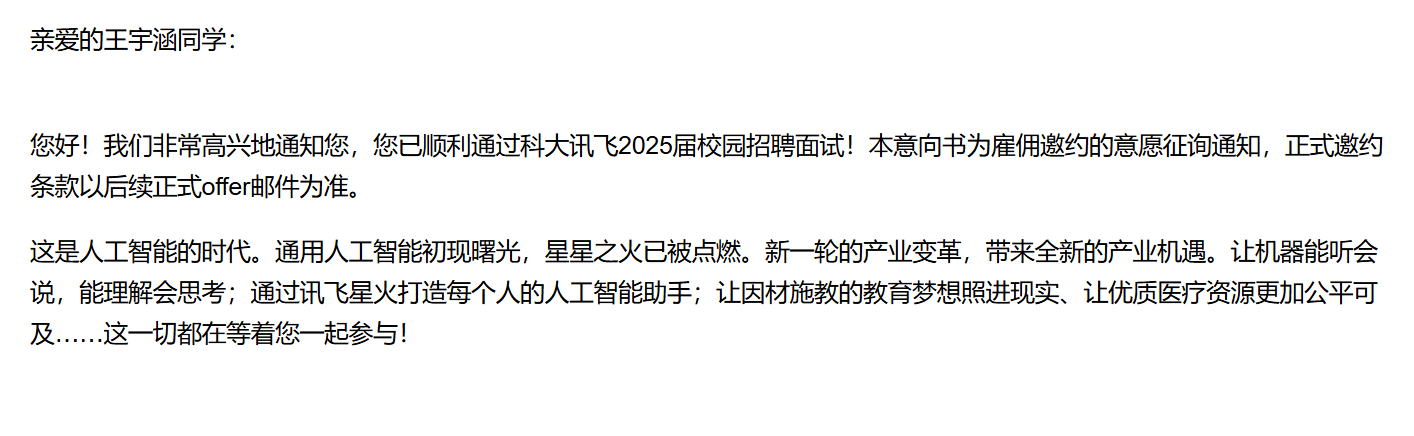 亲爱的王宇涵同学：
您好！我们非常高兴地通知您，您已顺利通过科大讯飞2025届校园招聘面试！本意向书为雇佣邀约的意愿征询通知，正式邀约
条款以后续正式offer邮件为准。
这是人工智能的时代。通用人工智能初现曙光，星星之火已被点燃。新一轮的产业变革，带来全新的产业机遇。让机器能听会
说，能理解会思考；通过讯飞星火打造每个人的人工智能助手；让因材施教的教育梦想照进现实、让优质医疗资源更加公平可
及……这一切都在等着您一起参与！